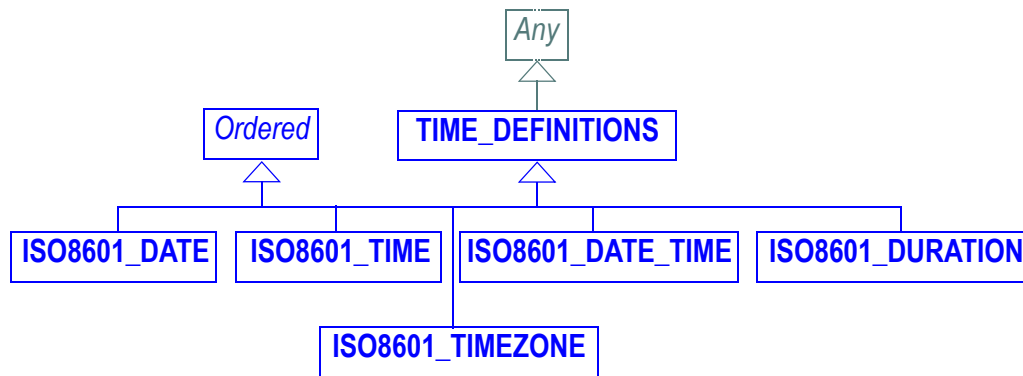 Any
Ordered
TIME_DEFINITIONS
ISO8601_DATE
ISO8601_TIME
ISO8601_DATE_TIME
ISO8601_DURATION
ISO8601_TIMEZONE